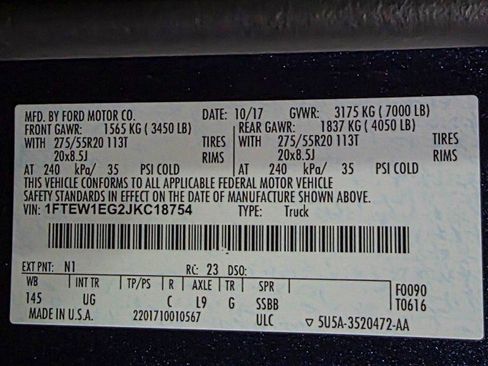 MFD. BY FORD MOTOR CO. DATE: 10/17 GVWR: 3175 KG ( 7000 LB)
FRONT GAWR: 1565 KG ( 3450 LB) REAR GAWR: 1837 KG ( 4050 LB)
WITH 275/55R20 113T TIRES WITH 275/55R20 113T TIRES
20x8.5J RIMS 20x8.5J RIMS
AT 240 kPa/ 35 PSI COLD AT 240 kPa/ 35 PSI COLD
THIS VEHICLE CONFORMS TO ALL APPLICABLE FEDERAL MOTOR VEHICLE
SAFETY STANDARDS IN EFFECT ON THE DATE OF MANUFACTURE SHOWN ABOVE.
VIN: 1FTEW1EG2JKC18754 TYPE: Truck
EXT PNT: N1 RC: 23 DSO:
WB INT TR TP/PS R AXLE TR SPR F0090
145 UG C L9 G SSBB T0616
MADE IN U.S.A. 2201710010567 ULC ▽ 5U5A-3520472-AA